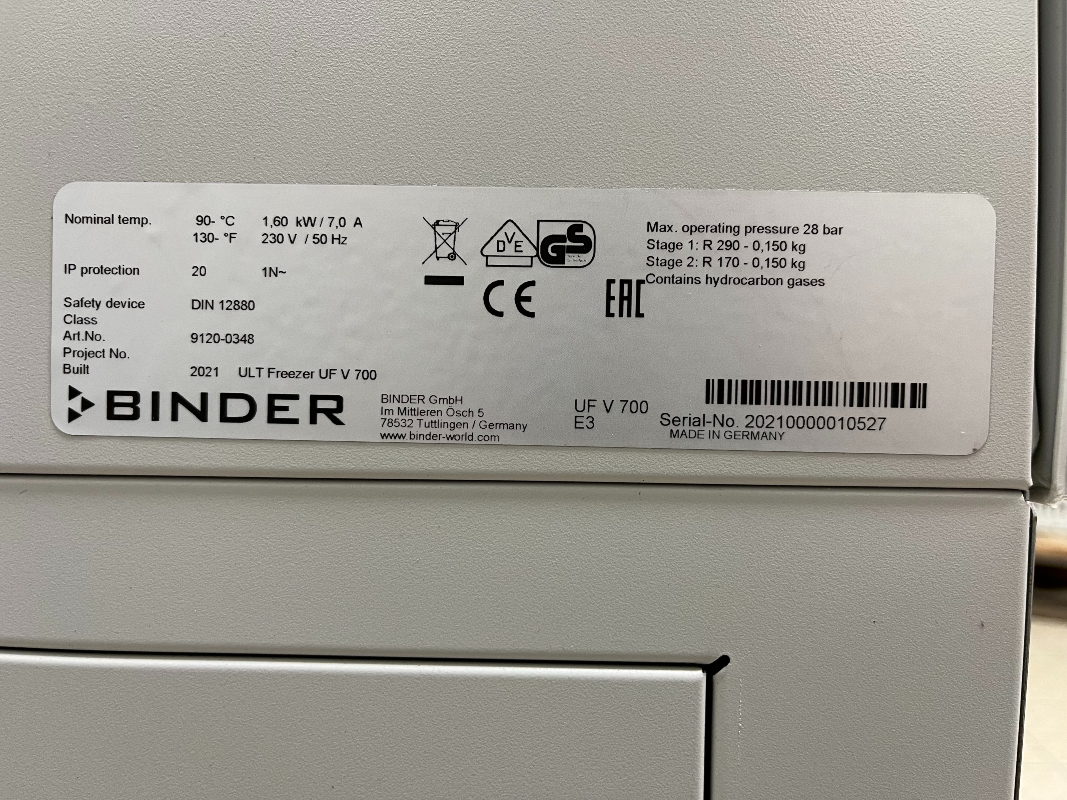 Nominal temp. 90- °C 1,60 kW / 7,0 A
130- °F 230 V / 50 Hz
IP protection 20 1N~
Safety device DIN 12880
Class
Art.No. 9120-0348
Project No.
Built 2021 ULT Freezer UF V 700
BINDER
BINDER GmbH
Im Mittleren Ösch 5
78532 Tuttlingen / Germany
www.binder-world.com
DVE
GS
CE
EAC
Max. operating pressure 28 bar
Stage 1: R 290 - 0,150 kg
Stage 2: R 170 - 0,150 kg
Contains hydrocarbon gases
UF V 700
E3
Serial-No. 20210000010527
MADE IN GERMANY